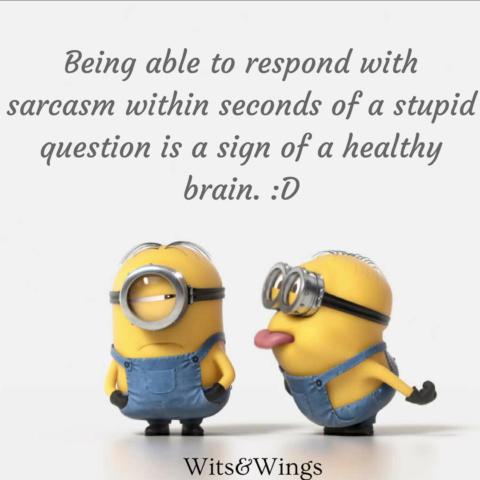 Being able to respond with
sarcasm within seconds of a stupid
question is a sign of a healthy
brain. :D
Wits&Wings